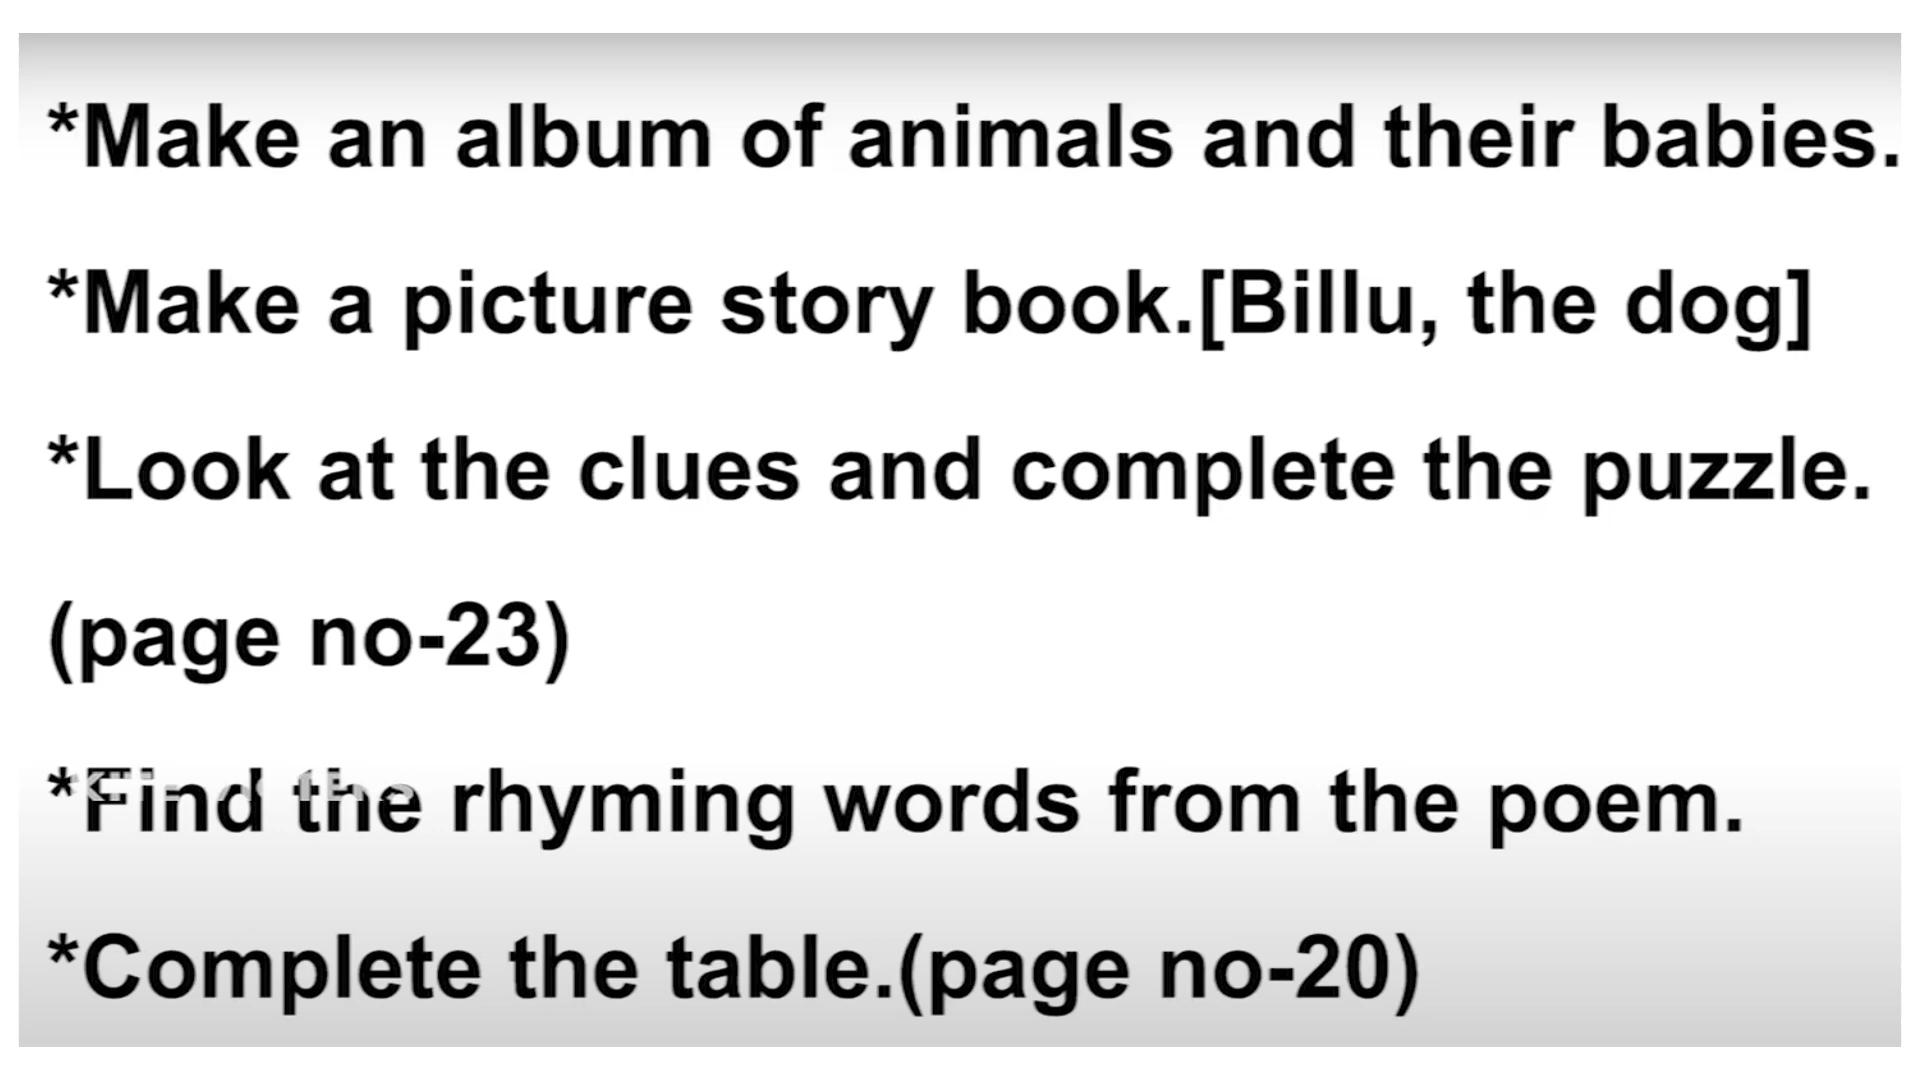 *Make an album of animals and their babies.
*Make a picture story book.[Billu, the dog]
*Look at the clues and complete the puzzle.
(page no-23)
*Find the rhyming words from the poem.
*Complete the table.(page no-20)